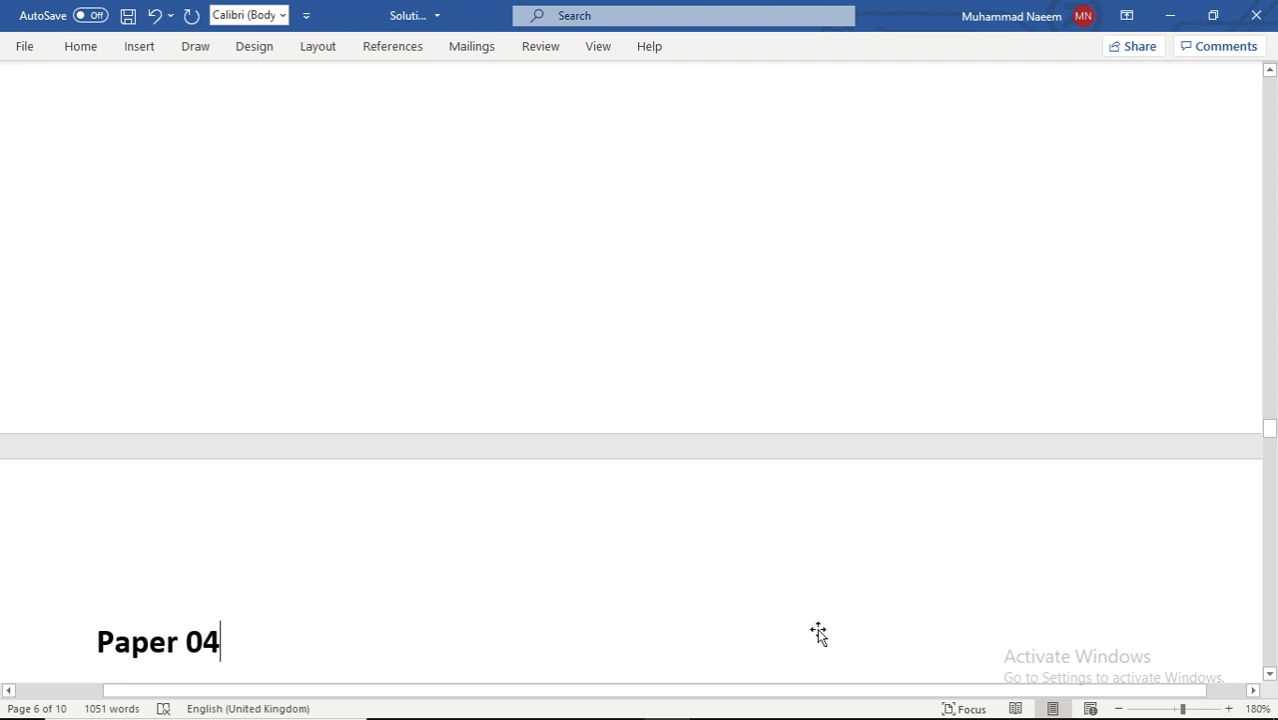 AutoSave Off Calibri (Body Soluti... Search Muhammad Naeem MN
File Home Insert Draw Design Layout References Mailings Review View Help Share Comments
Paper 04
Activate Windows
Go to Settings to activate Windows.
Page 6 of 10 1051 words English (United Kingdom) Focus 180%